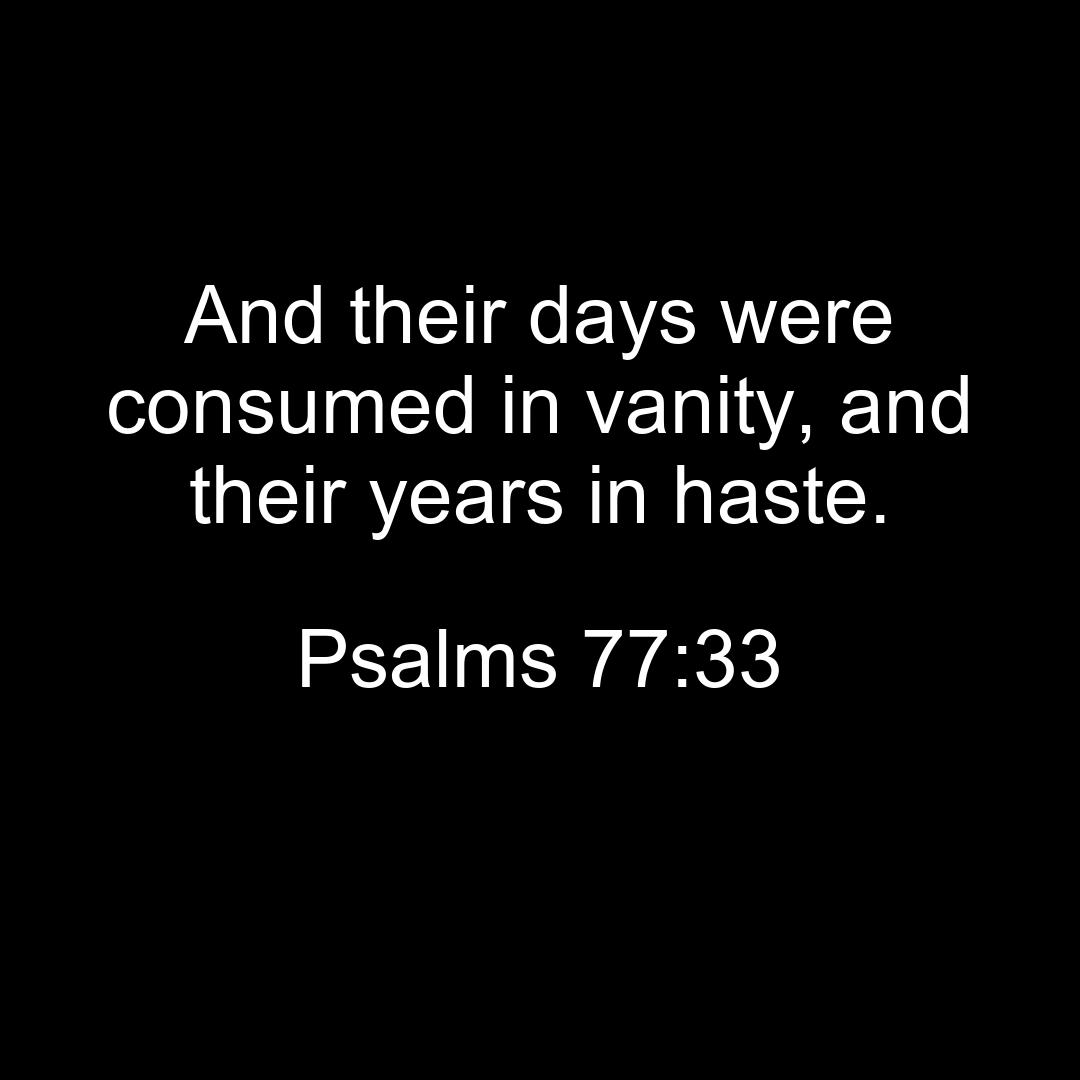 And their days were
consumed in vanity, and
their years in haste.
Psalms 77:33